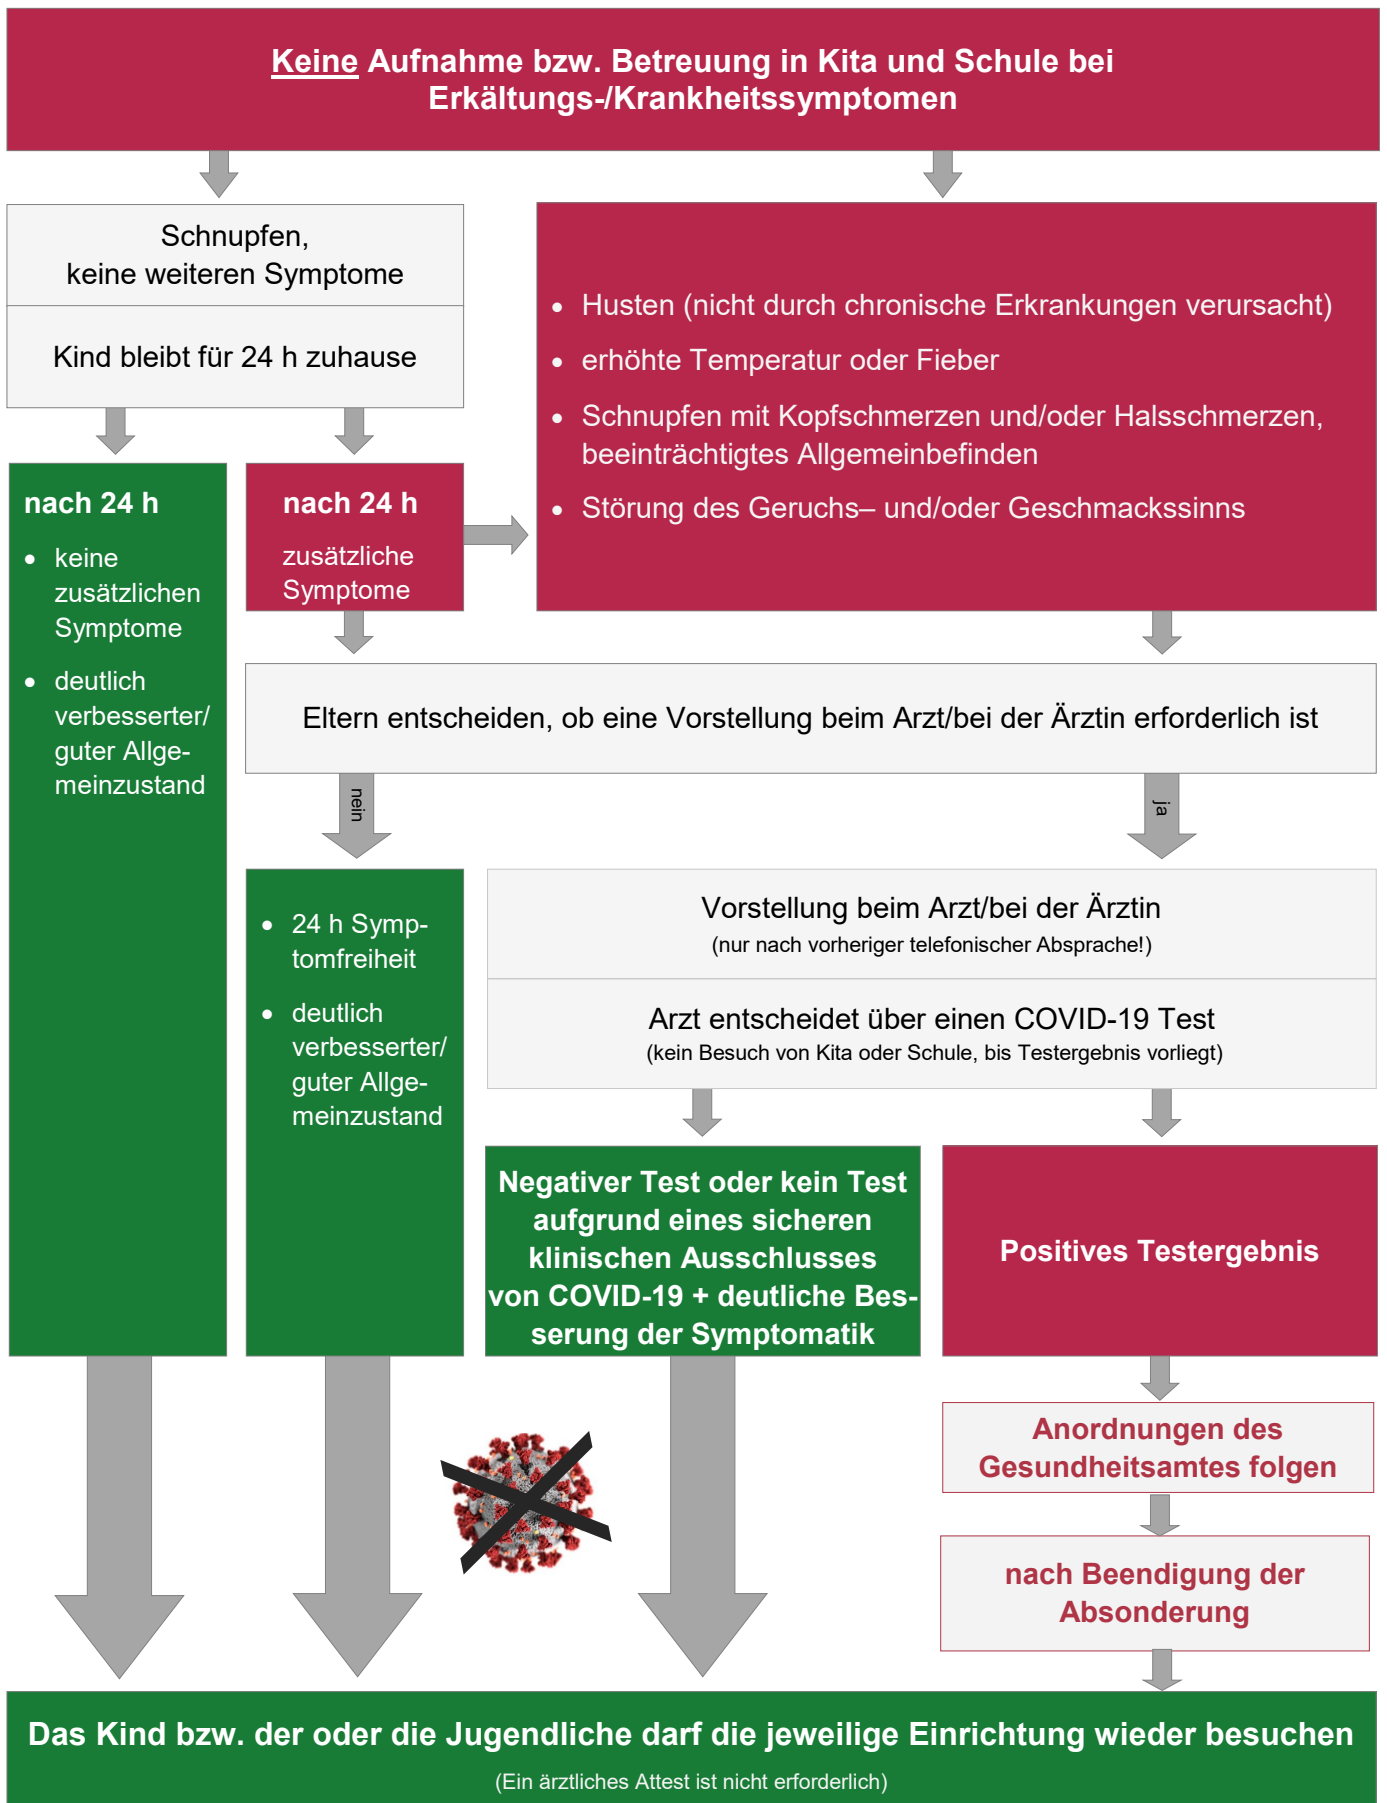 Keine Aufnahme bzw. Betreuung in Kita und Schule bei
Erkältungs-/Krankheitssymptomen
Schnupfen,
keine weiteren Symptome
Kind bleibt für 24 h zuhause
• Husten (nicht durch chronische Erkrankungen verursacht)
• erhöhte Temperatur oder Fieber
• Schnupfen mit Kopfschmerzen und/oder Halsschmerzen,
beeinträchtigtes Allgemeinbefinden
• Störung des Geruchs– und/oder Geschmackssinns
nach 24 h
• keine
zusätzlichen
Symptome
• deutlich
verbesserter/
guter Allge-
meinzustand
nach 24 h
zusätzliche
Symptome
Eltern entscheiden, ob eine Vorstellung beim Arzt/bei der Ärztin erforderlich ist
nein
ja
• 24 h Symp-
tomfreiheit
• deutlich
verbesserter/
guter Allge-
meinzustand
Vorstellung beim Arzt/bei der Ärztin
(nur nach vorheriger telefonischer Absprache!)
Arzt entscheidet über einen COVID-19 Test
(kein Besuch von Kita oder Schule, bis Testergebnis vorliegt)
Negativer Test oder kein Test
aufgrund eines sicheren
klinischen Ausschlusses
von COVID-19 + deutliche Bes-
serung der Symptomatik
Positives Testergebnis
Anordnungen des
Gesundheitsamtes folgen
nach Beendigung der
Absonderung
Das Kind bzw. der oder die Jugendliche darf die jeweilige Einrichtung wieder besuchen
(Ein ärztliches Attest ist nicht erforderlich)